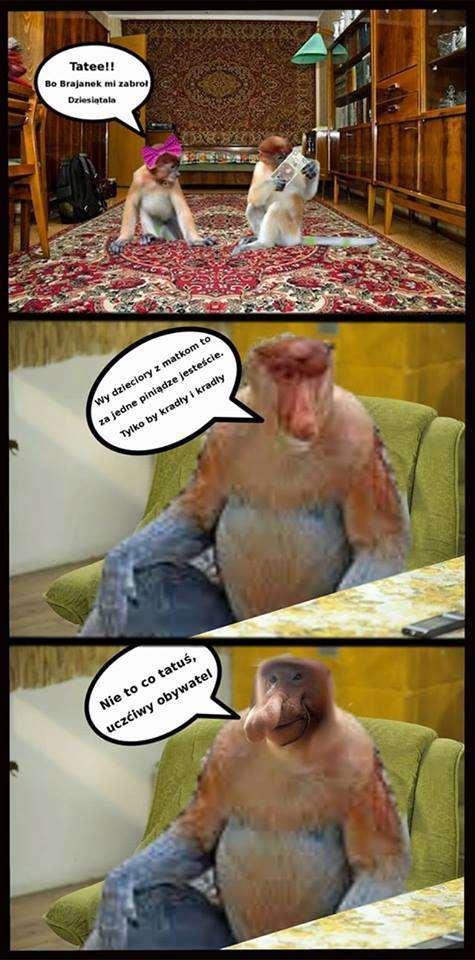 Tatee!!
Bo Brajanek mi zabroł
Dziesiątala
Wy dzieciory z matkom to
za jedne piniądze jesteście.
Tylko by kradły i kradły
Nie to co tatuś,
uczćiwy obywatel